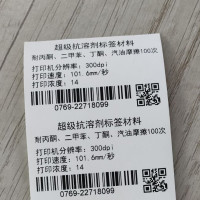 超级抗溶剂标签材料
耐丙酮、二甲苯、丁酮、汽油摩擦100次
打印机分辨率：300dpi
打印速度：101.6mm/秒
打印浓度：14
0769-22718099
超级抗溶剂标签材料
耐丙酮、二甲苯、丁酮、汽油摩擦100次
打印机分辨率：300dpi
打印速度：101.6mm/秒
打印浓度：14
0769-22718099